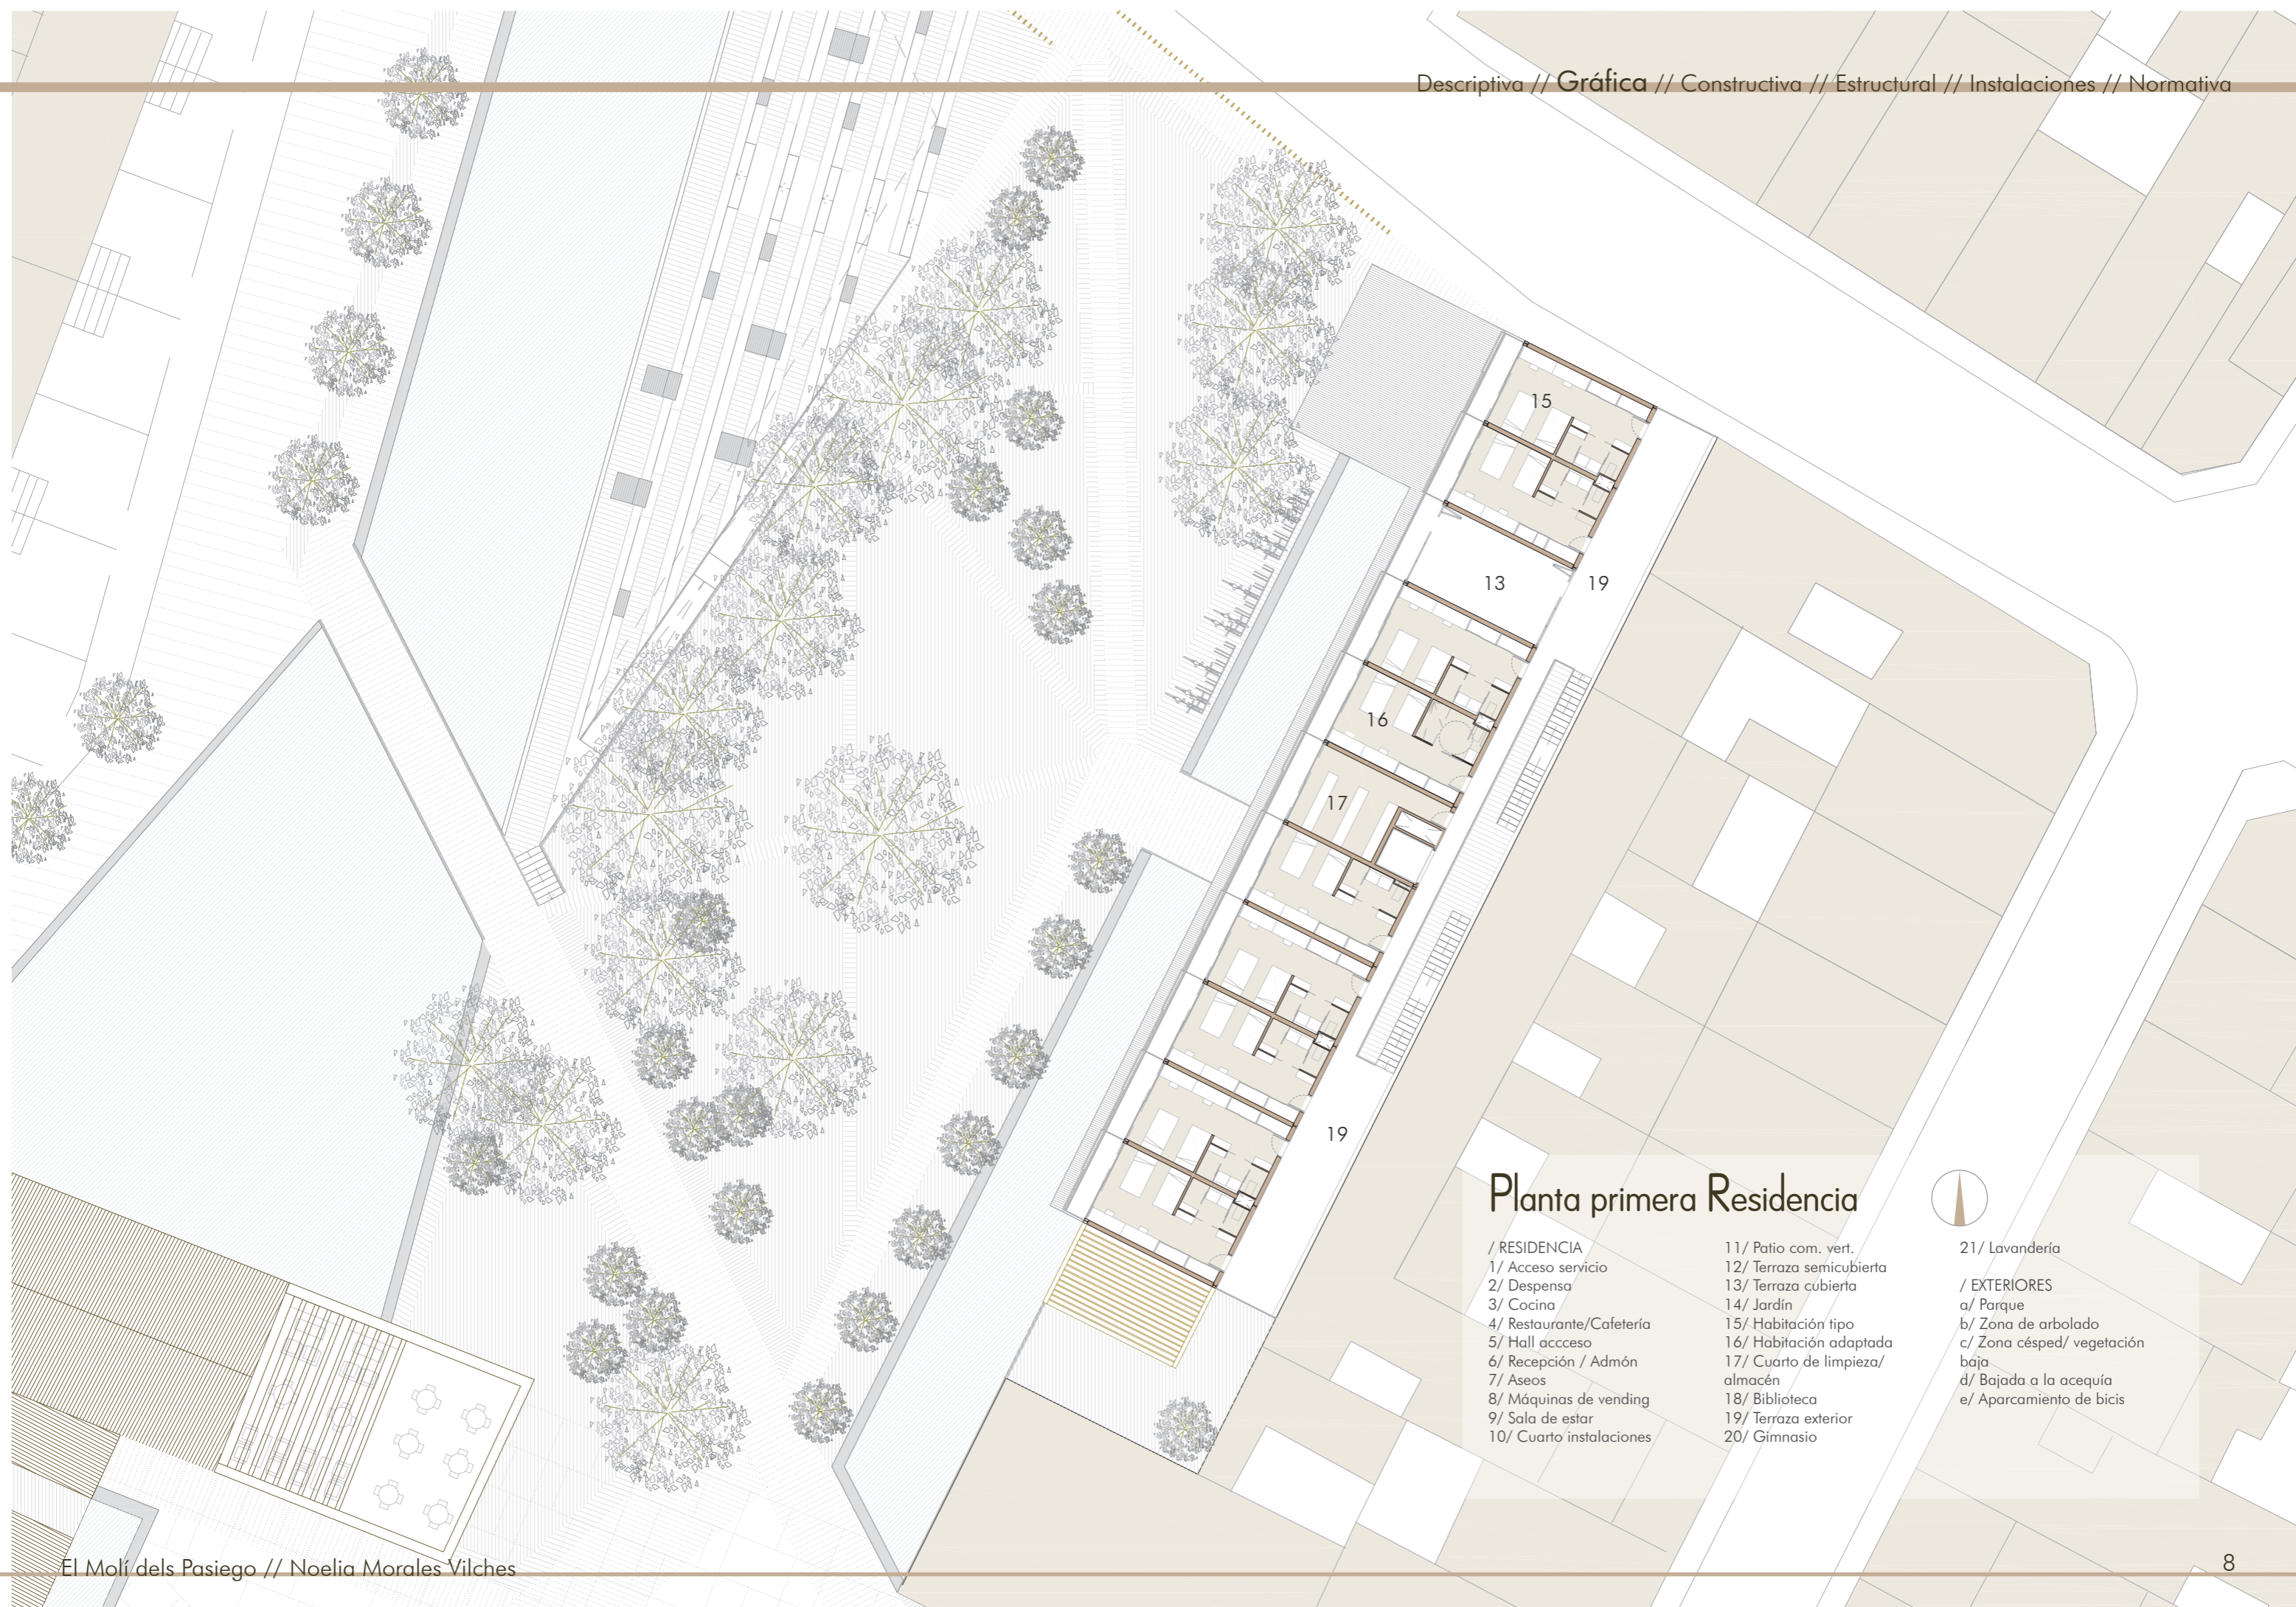 Descriptiva // Gráfica // Constructiva // Estructural // Instalaciones // Normativa
15
13
19
16
17
19
Planta primera Residencia
/ RESIDENCIA
1/ Acceso servicio
2/ Despensa
3/ Cocina
4/ Restaurante/Cafetería
5/ Hall accceso
6/ Recepción / Admón
7/ Aseos
8/ Máquinas de vending
9/ Sala de estar
10/ Cuarto instalaciones
11/ Patio com. vert.
12/ Terraza semicubierta
13/ Terraza cubierta
14/ Jardín
15/ Habitación tipo
16/ Habitación adaptada
17/ Cuarto de limpieza/
almacén
18/ Biblioteca
19/ Terraza exterior
20/ Gimnasio
21/ Lavandería
/ EXTERIORES
a/ Parque
b/ Zona de arbolado
c/ Zona césped/ vegetación
baja
d/ Bajada a la acequía
e/ Aparcamiento de bicis
El Molí dels Pasiego // Noelia Morales Vilches
8